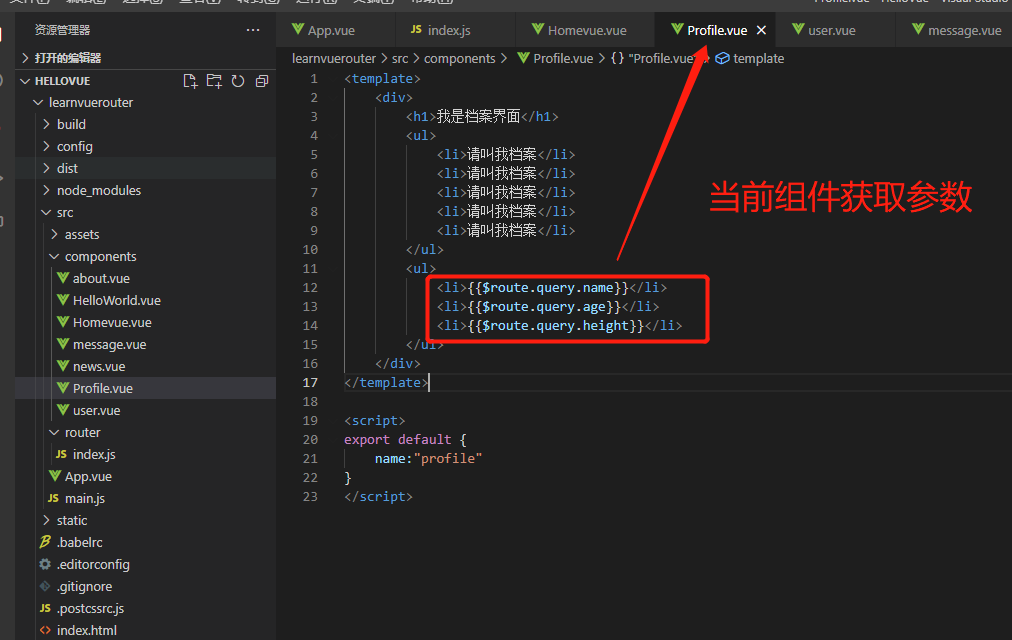 资源管理器
打开的编辑器
HELLOVUE
learnvuerouter
build
config
dist
node_modules
src
assets
components
about.vue
HelloWorld.vue
Homevue.vue
message.vue
news.vue
Profile.vue
user.vue
router
index.js
App.vue
main.js
static
.babelrc
.editorconfig
.gitignore
.postcssrc.js
index.html
App.vue
JS index.js
Homevue.vue
Profile.vue
user.vue
message.vue
learnvuerouter > src > components > Profile.vue > {} "Profile.vue" > template
1 <template>
2 <div>
3 <h1>我是档案界面</h1>
4 <ul>
5 <li>请叫我档案</li>
6 <li>请叫我档案</li>
7 <li>请叫我档案</li>
8 <li>请叫我档案</li>
9 <li>请叫我档案</li>
10 </ul>
11 <ul>
12 <li>{{$route.query.name}}</li>
13 <li>{{$route.query.age}}</li>
14 <li>{{$route.query.height}}</li>
15 </ul>
16 </div>
17 </template>
18
19 <script>
20 export default {
21 name:"profile"
22 }
23 </script>
当前组件获取参数